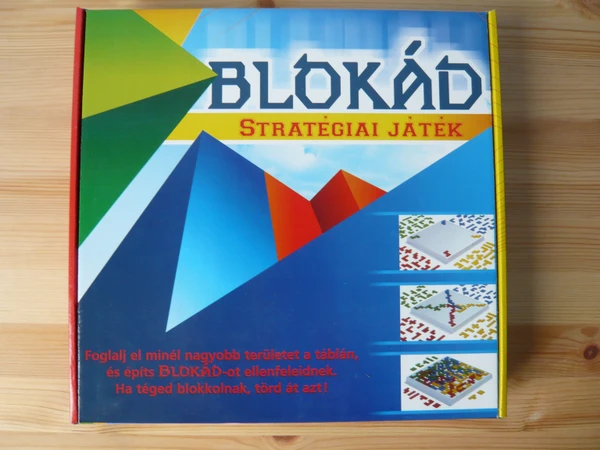 BLOKÁD
STRATÉGIAI JÁTÉK
Foglalj el minél nagyobb területet a táblán,
és építs BLOKÁD-ot ellenfeleidnek.
Ha téged blokkolnak, törd át azt!